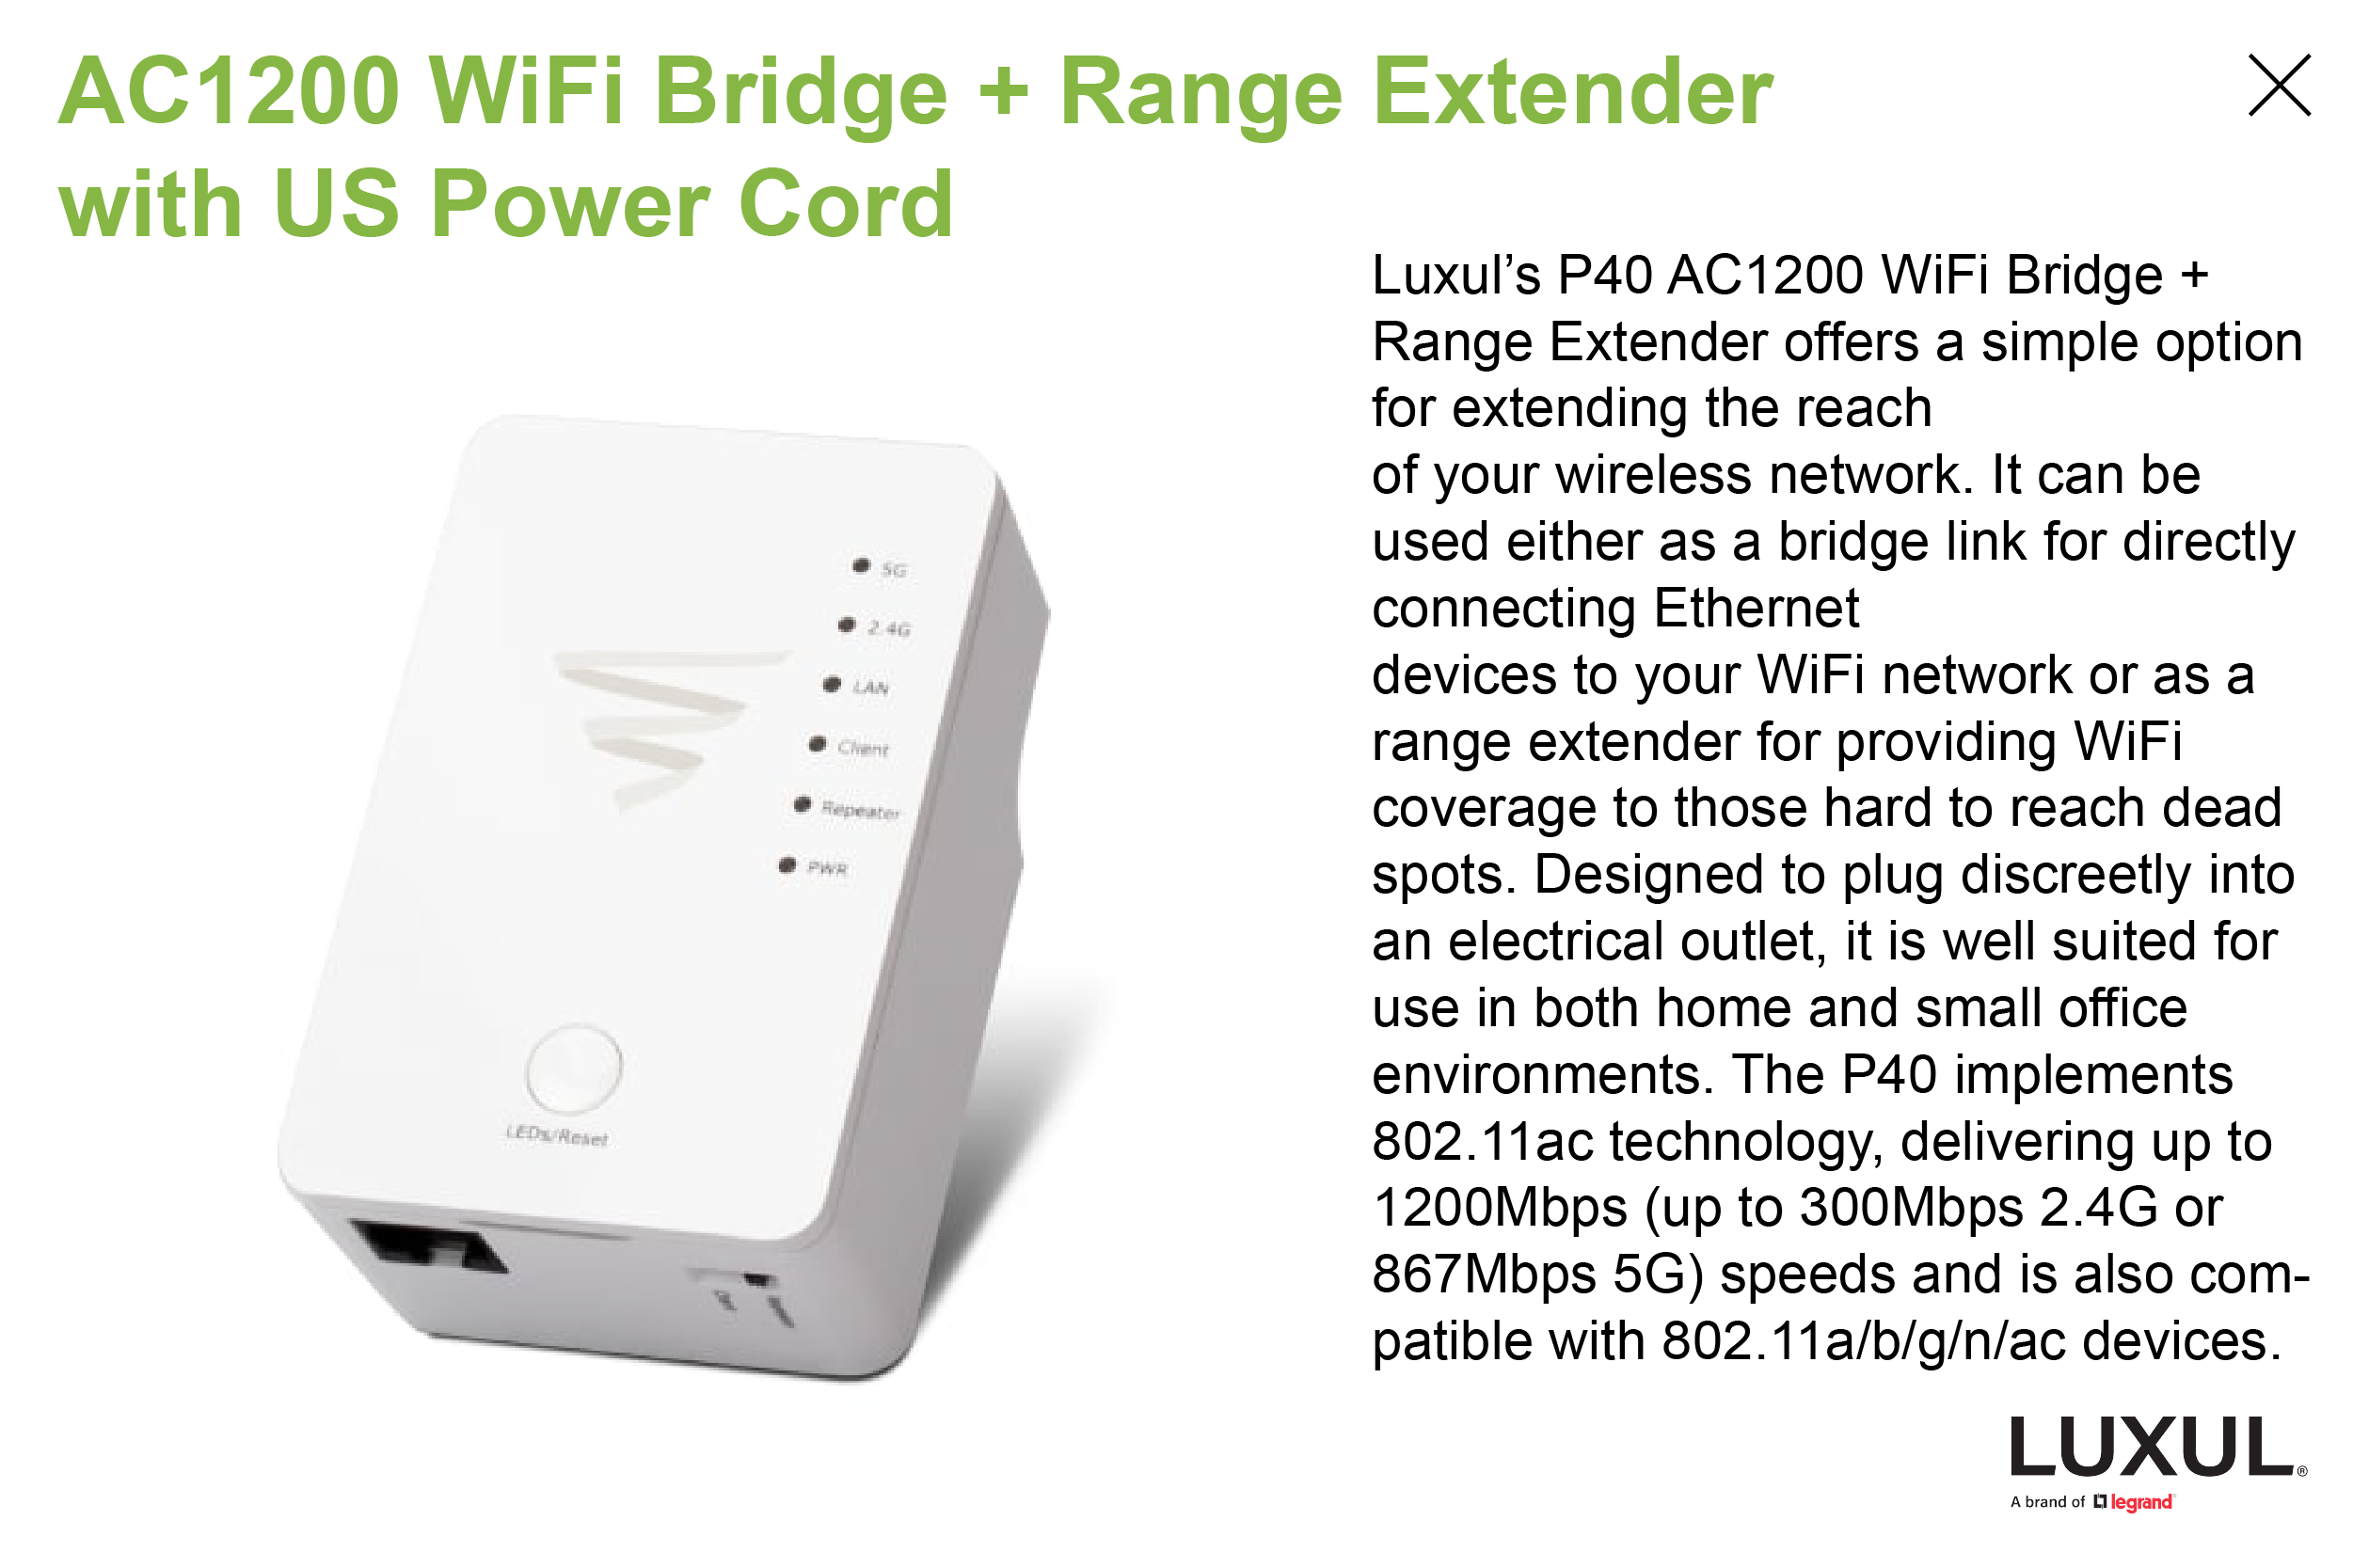 AC1200 WiFi Bridge + Range Extender
with US Power Cord
Luxul’s P40 AC1200 WiFi Bridge +
Range Extender offers a simple option
for extending the reach
of your wireless network. It can be
used either as a bridge link for directly
connecting Ethernet
devices to your WiFi network or as a
range extender for providing WiFi
coverage to those hard to reach dead
spots. Designed to plug discreetly into
an electrical outlet, it is well suited for
use in both home and small office
environments. The P40 implements
802.11ac technology, delivering up to
1200Mbps (up to 300Mbps 2.4G or
867Mbps 5G) speeds and is also com-
patible with 802.11a/b/g/n/ac devices.
5G
2.4G
LAN
Client
Repeater
PWR
LEDs/Reset
LUXUL®
A brand of legrand®